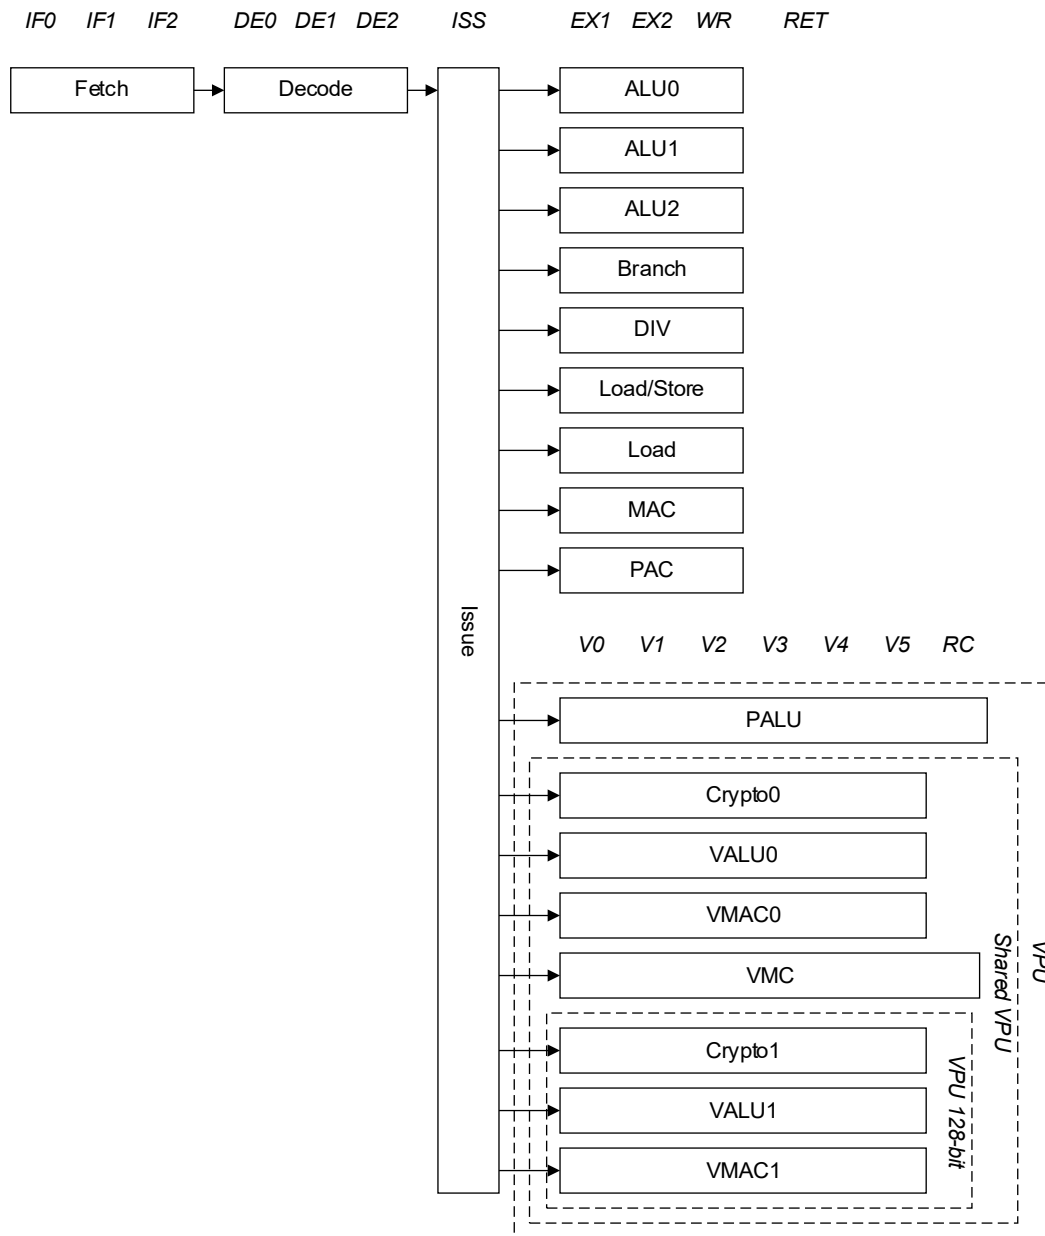 IF0 IF1 IF2 DE0 DE1 DE2 ISS EX1 EX2 WR RET
Fetch
Decode
Issue
ALU0
ALU1
ALU2
Branch
DIV
Load/Store
Load
MAC
PAC
V0 V1 V2 V3 V4 V5 RC
PALU
Crypto0
VALU0
VMAC0
VMC
Crypto1
VALU1
VMAC1
VPU 128-bit
Shared VPU
VPU